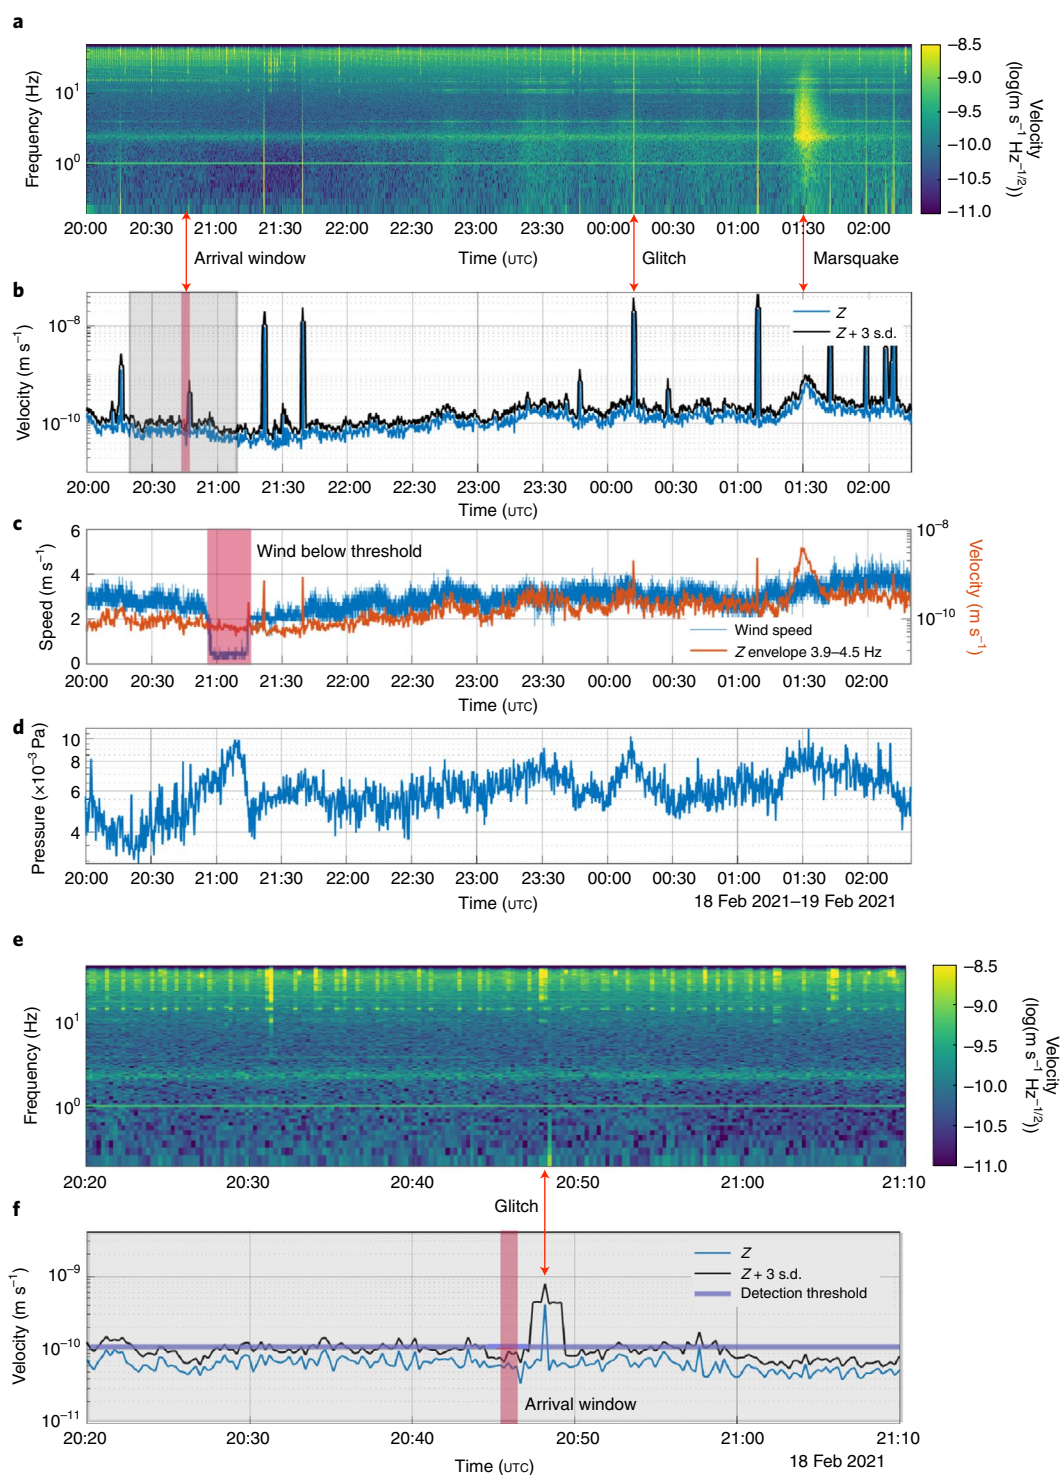 a
Frequency (Hz)
10¹
10⁰
–8.5
–9.0
–9.5
–10.0
–10.5
–11.0
Velocity
(log(m s⁻¹ Hz⁻¹/²))
20:00 20:30 21:00 21:30 22:00 22:30 23:00 23:30 00:00 00:30 01:00 01:30 02:00
Arrival window
Time (UTC)
Glitch
Marsquake
b
Velocity (m s⁻¹)
10⁻⁸
10⁻¹⁰
Z
Z + 3 s.d.
20:00 20:30 21:00 21:30 22:00 22:30 23:00 23:30 00:00 00:30 01:00 01:30 02:00
Time (UTC)
c
Speed (m s⁻¹)
6
4
2
0
Wind below threshold
Wind speed
Z envelope 3.9–4.5 Hz
10⁻⁸
10⁻¹⁰
Velocity (m s⁻¹)
20:00 20:30 21:00 21:30 22:00 22:30 23:00 23:30 00:00 00:30 01:00 01:30 02:00
Time (UTC)
d
Pressure (×10⁻³ Pa)
10
8
6
4
20:00 20:30 21:00 21:30 22:00 22:30 23:00 23:30 00:00 00:30 01:00 01:30 02:00
Time (UTC)
18 Feb 2021–19 Feb 2021
e
Frequency (Hz)
10¹
10⁰
–8.5
–9.0
–9.5
–10.0
–10.5
–11.0
Velocity
(log(m s⁻¹ Hz⁻¹/²))
20:20 20:30 20:40 20:50 21:00 21:10
Glitch
f
Velocity (m s⁻¹)
10⁻⁹
10⁻¹⁰
10⁻¹¹
Z
Z + 3 s.d.
Detection threshold
Arrival window
20:20 20:30 20:40 20:50 21:00 21:10
Time (UTC)
18 Feb 2021